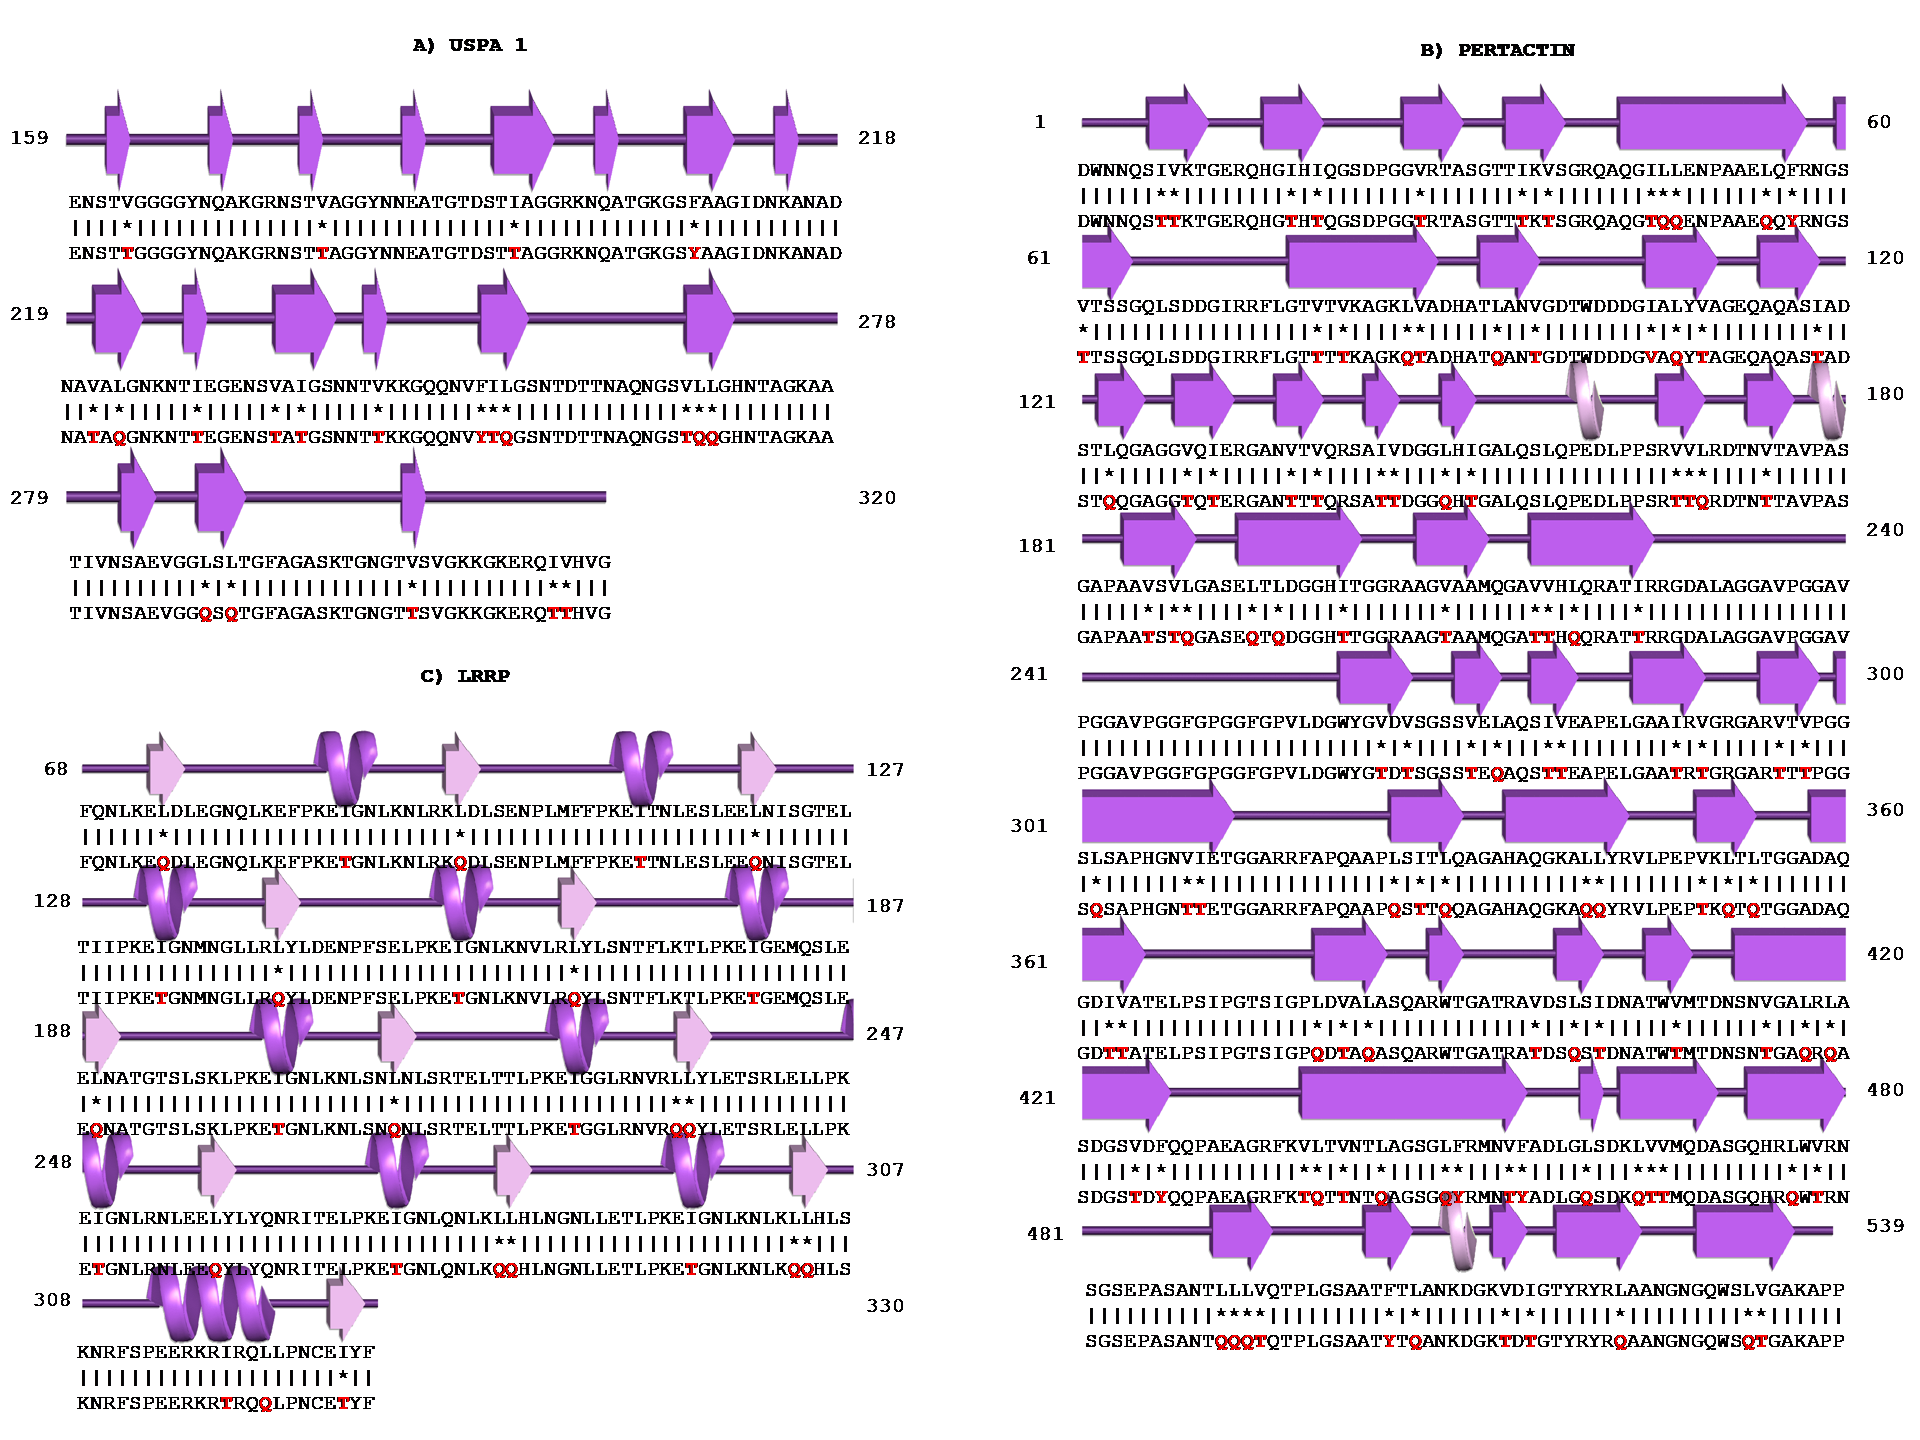 A) USPA 1
159
218
ENSTVGGGGYNQAKGRNSTVAGGYNNEATGTDSTIAGGRKNQATGKGSFAAGIDNKANAD
||||*||||||||||||||*||||||||||||||*|||||||||||||*|||||||||||
ENSTTGGGGYNQAKGRNSTTAGGYNNEATGTDSTTAGGRKNQATGKGSYAAGIDNKANAD
219
278
NAVALGNKNTIEGENSVAIGSNNTVKKGQQNVFILGSNTDTTNAQNGSVLLGHNTAGKAA
||*|*|||||*|||||*|*|||||*|||||||***|||||||||||||***|||||||||
NATAQGNKNTTEGENSTATGSNNTTKKGQQNVYTQGSNTDTTNAQNGSTQQGHNTAGKAA
279
320
TIVNSAEVGGLSLTGFAGASKTGNGTVSVGKKGKERQIVHVG
||||||||||*|*|||||||||||||*||||||||||**|||
TIVNSAEVGGQSQTGFAGASKTGNGTTSVGKKGKERQTTHVG
C) LRRP
68
127
FQNLKELDLEGNQLKEFPKEIGNLKNLRKLDLSENPLMFFPKEITNLESLEELNISGTEL
||||||*||||||||||||||||||||||*||||||||||||||||||||||*|||||||
FQNLKEQDLEGNQLKEFPKETGNLKNLRKQDLSENPLMFFPKETTNLESLEEQNISGTEL
128
187
TIIPKEIGNMNGLLRLYLDENPFSELPKEIGNLKNVLRLYLSNTFLKTLPKEIGEMQSLE
|||||||||||||||*||||||||||||||||||||||*|||||||||||||||||||||
TIIPKETGNMNGLLRQYLDENPFSELPKETGNLKNVLRQYLSNTFLKTLPKETGEMQSLE
188
247
ELNATGTSLSKLPKEIGNLKNLSNLNLSRTELTTLPKEIGGLRNVRLLYLETSRLELLPK
|*||||||||||||||||||||||*|||||||||||||||||||||**||||||||||||
EQNATGTSLSKLPKETGNLKNLSNQNLSRTELTTLPKETGGLRNVRQQYLETSRLELLPK
248
307
EIGNLRNLEELYLYQNRITELPKEIGNLQNLKLLHLNGNLLETLPKEIGNLKNLKLLHLS
||||||||||||||||||||||||||||||||**|||||||||||||||||||||**|||
ETGNLRNLEEQYLYQNRITELPKETGNLQNLKQQHLNGNLLETLPKETGNLKNLKQQHLS
308
330
KNRFSPEERKRIRQLLPNCEIYF
||||||||||||||||||||*||
KNRFSPEERKRTRQQLPNCETYF
B) PERTACTIN
1
60
DWNNQSIVKTGERQHGIHIQGSDPGGVRTASGTTIKVSGRQAQGILLENPAAELQFRNGS
||||||**||||||||*|*|||||||*|||||||*|*|||||||***||||||*|*||||
DWNNQSTTKTGERQHGTHTQGSDPGGTRTASGTTTKTSGRQAQGTQQENPAAEQQYRNGS
61
120
VTSSGQLSDDGIRRFLGTVTVKAGKLVADHATLANVGDTWDDDGIALYVAGEQAQASIAD
*|||||||||||||||||*|*||||**|||||*||*||||||||*|*|*||||||||*||
TTSSGQLSDDGIRRFLGTTTTKAGKQTADHATQANTGDTWDDDGVAQYTAGEQAQASTAD
121
180
STLQGAGGVQIERGANVTVQRSAIVDGGLHIGALQSLQPEDLPPSRVVLRDTNVTAVPAS
||*|||||*|*|||||*|*||||**|||*|*|||||||||||||||***||||*||||||
STQQGAGGTQTERGANTTTQRSATTDGGQHTGALQSLQPEDLPPSRTTQRDTNTTAVPAS
181
240
GAPAAVSVLGASELTLDGGHITGGRAAGVAAMQGAVVHLQRATIRRGDALAGGAVPGGAV
|||||*|**||||*|*||||*|||||||*||||||**|*||||*||||||||||||||||
GAPAATSTQGASEQTQDGGHTTGGRAAGTAAMQGATTHQQRATTRRGDALAGGAVPGGAV
241
300
PGGAVPGGFGPGGFGPVLDGWYGVDVSGSSVELAQSIVEAPELGAAIRVGRGARVTVPGG
|||||||||||||||||||||||*|*||||*|*|||**||||||||*|*|||||*|*|||
PGGAVPGGFGPGGFGPVLDGWYGTDTSGSSTEQAQSTTEAPELGAATRTGRGARTTTPGG
301
360
SLSAPHGNVIETGGARRFAPQAAPLSITLQAGAHAQGKALLYRVLPEPVKLTLTGGADAQ
|*||||||**||||||||||||||*|*|*||||||||||**|||||||*|*|*|||||||
SQSAPHGNTTETGGARRFAPQAAPQSTTQQAGAHAQGKAQQYRVLPEPTKQTQTGGADAQ
361
420
GDIVATELPSIPGTSIGPLDVALASQARWTGATRAVDSLSIDNATWVMTDNSNVGALRLA
||**||||||||||||||*|*|*||||||||||||*||*|*|||||*||||||*||*|*|
GDTTATELPSIPGTSIGPQDTAQASQARWTGATRATDSQSTDNATWTMTDNSNTGAQRQA
421
480
SDGSVDFQQPAEAGRFKVLTVNTLAGSGLFRMNVFADLGLSDKLVVMQDASGQHRLWVRN
||||*|*||||||||||**|*||*||||**|||**||||*|||***|||||||||*|*||
SDGSTDYQQPAEAGRFKTQTTNTQAGSGQYRMNTYADLGQSDKQTTMQDASGQHRQWTRN
481
539
SGSEPASANTLLLVQTPLGSAATFTLANKDGKVDIGTYRYRLAANGNGQWSLVGAKAPP
||||||||||****|||||||||*|*||||||*|*||||||*|||||||||**||||||
SGSEPASANTQQQTQTPLGSAATYTQANKDGKTDTGTYRYRQAANGNGQWSQTGAKAPP